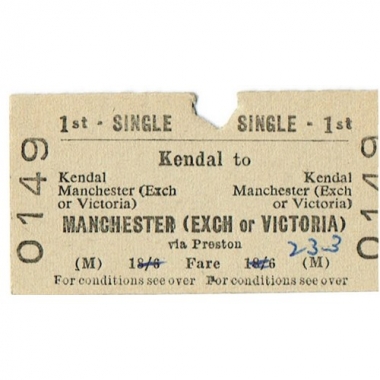 1st - SINGLE SINGLE - 1st
Kendal to
Kendal Kendal
Manchester (Exch Manchester (Exch
or Victoria) or Victoria)
MANCHESTER (EXCH or VICTORIA)
via Preston
23-3
(M) 18/6 Fare 18/6 (M)
For conditions see over For conditions see over
0149
0149